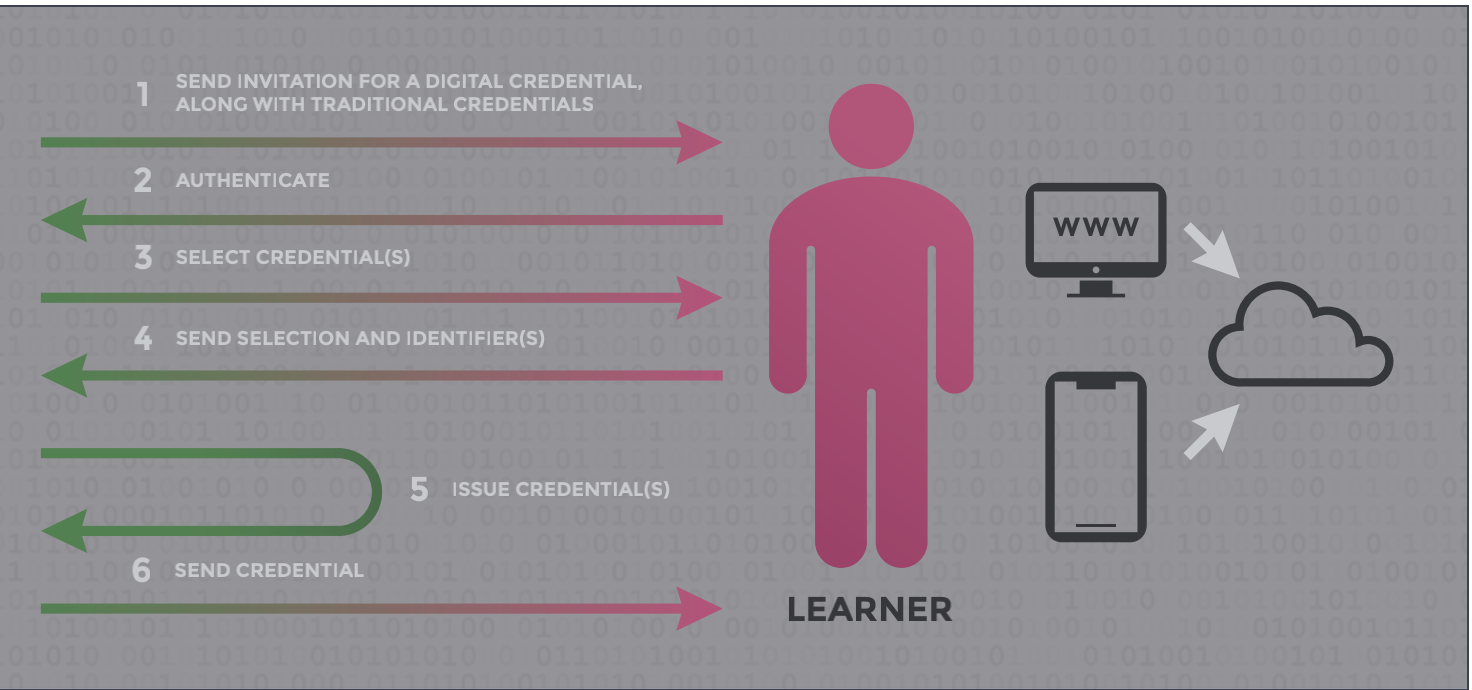 1 SEND INVITATION FOR A DIGITAL CREDENTIAL,
ALONG WITH TRADITIONAL CREDENTIALS
2 AUTHENTICATE
3 SELECT CREDENTIAL(S)
4 SEND SELECTION AND IDENTIFIER(S)
5 ISSUE CREDENTIAL(S)
6 SEND CREDENTIAL
LEARNER
WWW